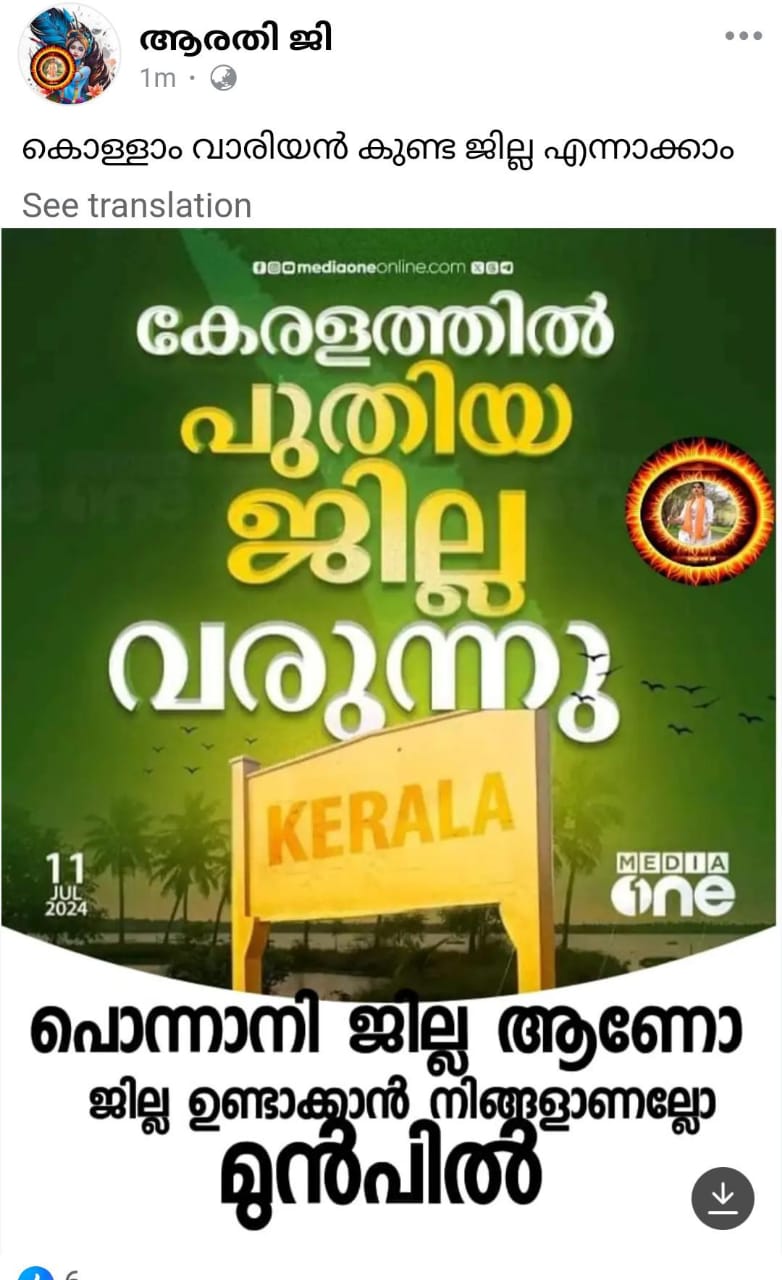 ആരതി ജി
1m
കൊള്ളാം വാരിയൻ കുണ്ട ജില്ല എന്നാക്കാം
See translation
mediaoneonline.com
കേരളത്തിൽ
പുതിയ
ജില്ല
വരുന്നു
KERALA
11
JUL
2024
MEDIA
one
പൊന്നാനി ജില്ല ആണോ
ജില്ല ഉണ്ടാക്കാൻ നിങ്ങളാണല്ലോ
മുൻപിൽ